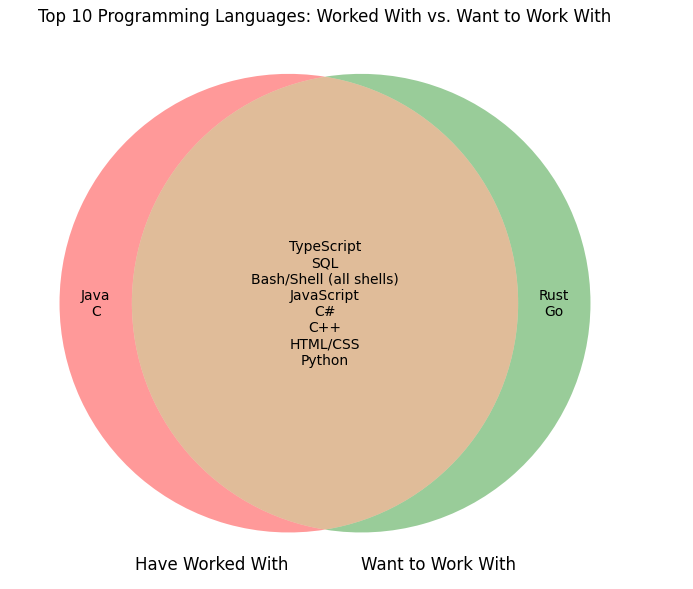 Top 10 Programming Languages: Worked With vs. Want to Work With
TypeScript
SQL
Bash/Shell (all shells)
JavaScript
C#
C++
HTML/CSS
Python
Java
C
Rust
Go
Have Worked With
Want to Work With